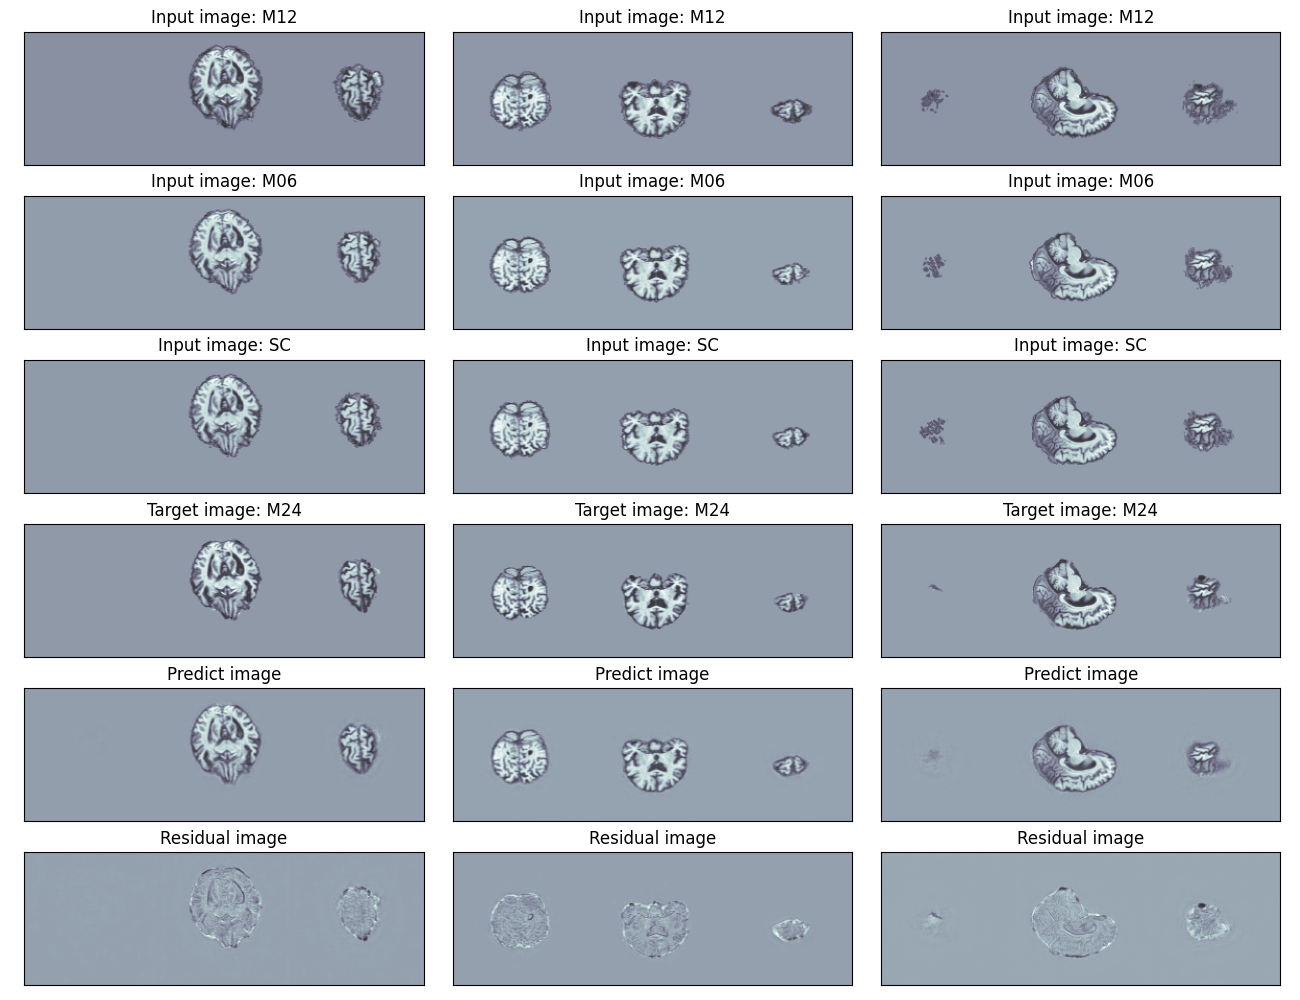 Input image: M12 Input image: M12 Input image: M12
Input image: M06 Input image: M06 Input image: M06
Input image: SC Input image: SC Input image: SC
Target image: M24 Target image: M24 Target image: M24
Predict image Predict image Predict image
Residual image Residual image Residual image